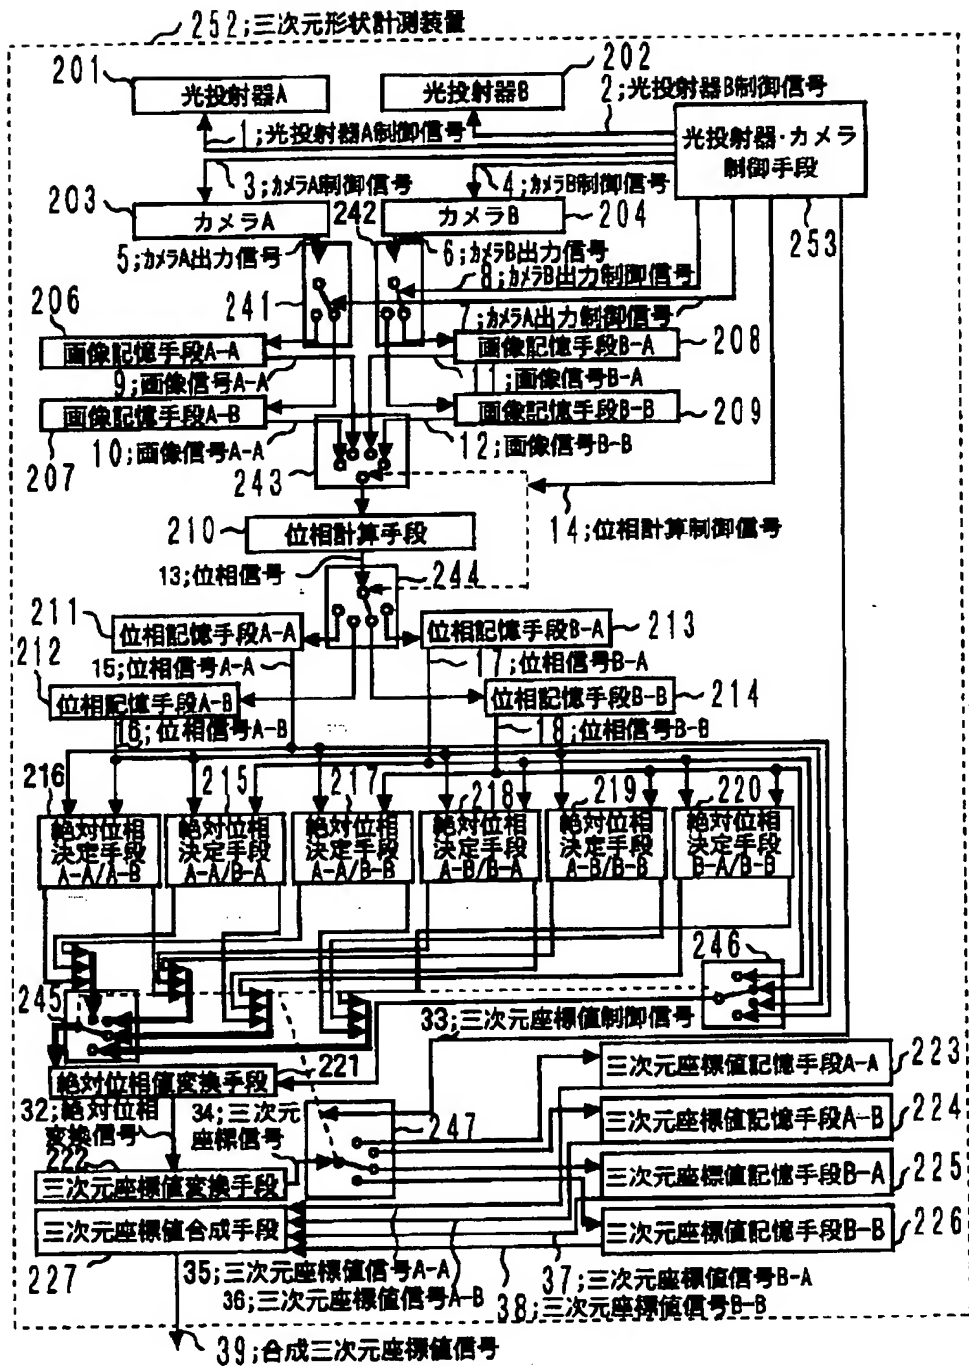 252;三次元形状計測装置
201
光投射器A
202
光投射器B
2;光投射器B制御信号
1;光投射器A制御信号
光投射器・カメラ
制御手段
3;カメラA制御信号
4;カメラB制御信号
203
カメラA
242
カメラB
204
253
5;カメラA出力信号
6;カメラB出力信号
8;カメラB出力制御信号
241
7;カメラA出力制御信号
206
画像記憶手段A-A
画像記憶手段B-A
208
9;画像信号A-A
11;画像信号B-A
画像記憶手段A-B
画像記憶手段B-B
209
207
10;画像信号A-A
12;画像信号B-B
243
210
位相計算手段
14;位相計算制御信号
13;位相信号
244
211
位相記憶手段A-A
位相記憶手段B-A
213
212
15;位相信号A-A
17;位相信号B-A
位相記憶手段A-B
位相記憶手段B-B
214
16;位相信号A-B
18;位相信号B-B
216
215
217
218
219
220
絶対位相
決定手段
A-A/A-B
絶対位相
決定手段
A-A/B-A
絶対位相
決定手段
A-A/B-B
絶対位相
決定手段
A-B/B-A
絶対位相
決定手段
A-B/B-B
絶対位相
決定手段
B-A/B-B
246
245
33;三次元座標値制御信号
221
絶対位相値変換手段
三次元座標値記憶手段A-A
223
32;絶対位相
変換信号
34;三次元
座標信号
247
三次元座標値記憶手段A-B
224
222
三次元座標値変換手段
三次元座標値記憶手段B-A
225
三次元座標値合成手段
三次元座標値記憶手段B-B
226
227
35;三次元座標値信号A-A
37;三次元座標値信号B-A
36;三次元座標値信号A-B
38;三次元座標値信号B-B
39;合成三次元座標値信号